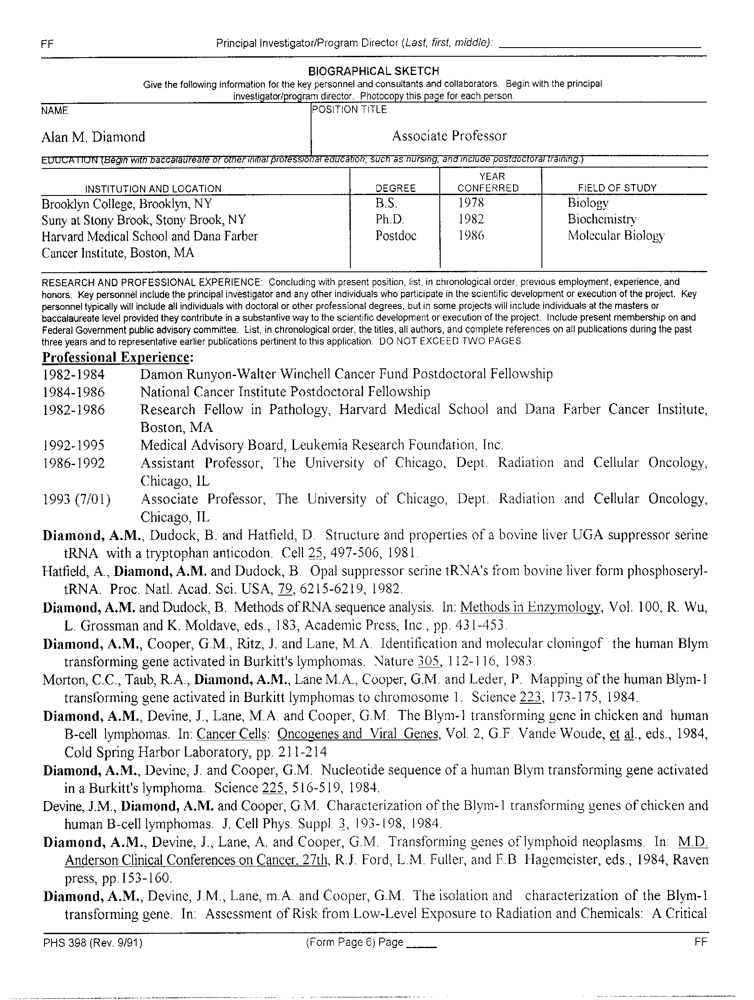 FF Principal Investigator/Program Director (Last, first, middle):
BIOGRAPHICAL SKETCH
Give the following information for the key personnel and consultants and collaborators. Begin with the principal
investigator/program director. Photocopy this page for each person.
NAME POSITION TITLE
Alan M. Diamond Associate Professor
EDUCATION (Begin with baccalaureate or other initial professional education, such as nursing, and include postdoctoral training.)
INSTITUTION AND LOCATION DEGREE YEAR CONFERRED FIELD OF STUDY
Brooklyn College, Brooklyn, NY B.S. 1978 Biology
Suny at Stony Brook, Stony Brook, NY Ph.D. 1982 Biochemistry
Harvard Medical School and Dana Farber Postdoc 1986 Molecular Biology
Cancer Institute, Boston, MA
RESEARCH AND PROFESSIONAL EXPERIENCE: Concluding with present position, list, in chronological order, previous employment, experience, and
honors. Key personnel include the principal investigator and any other individuals who participate in the scientific development or execution of the project. Key
personnel typically will include all individuals with doctoral or other professional degrees, but in some projects will include individuals at the masters or
baccalaureate level provided they contribute in a substantive way to the scientific development or execution of the project. Include present membership on and
Federal Government public advisory committee. List, in chronological order, the titles, all authors, and complete references on all publications during the past
three years and to representative earlier publications pertinent to this application. DO NOT EXCEED TWO PAGES.
Professional Experience:
1982-1984 Damon Runyon-Walter Winchell Cancer Fund Postdoctoral Fellowship
1984-1986 National Cancer Institute Postdoctoral Fellowship
1982-1986 Research Fellow in Pathology, Harvard Medical School and Dana Farber Cancer Institute,
Boston, MA
1992-1995 Medical Advisory Board, Leukemia Research Foundation, Inc.
1986-1992 Assistant Professor, The University of Chicago, Dept. Radiation and Cellular Oncology,
Chicago, IL
1993 (7/01) Associate Professor, The University of Chicago, Dept. Radiation and Cellular Oncology,
Chicago, IL
Diamond, A.M., Dudock, B. and Hatfield, D. Structure and properties of a bovine liver UGA suppressor serine
tRNA with a tryptophan anticodon. Cell 25, 497-506, 1981.
Hatfield, A., Diamond, A.M. and Dudock, B. Opal suppressor serine tRNA's from bovine liver form phosphoseryl-
tRNA. Proc. Natl. Acad. Sci. USA, 79, 6215-6219, 1982.
Diamond, A.M. and Dudock, B. Methods of RNA sequence analysis. In: Methods in Enzymology, Vol. 100, R. Wu,
L. Grossman and K. Moldave, eds., 183, Academic Press, Inc., pp. 431-453.
Diamond, A.M., Cooper, G.M., Ritz, J. and Lane, M.A. Identification and molecular cloningof the human Blym
transforming gene activated in Burkitt's lymphomas. Nature 305, 112-116, 1983.
Morton, C.C., Taub, R.A., Diamond, A.M., Lane M.A., Cooper, G.M. and Leder, P. Mapping of the human Blym-1
transforming gene activated in Burkitt lymphomas to chromosome 1. Science 223, 173-175, 1984.
Diamond, A.M., Devine, J., Lane, M.A. and Cooper, G.M. The Blym-1 transforming gene in chicken and human
B-cell lymphomas. In: Cancer Cells: Oncogenes and Viral Genes, Vol. 2, G.F. Vande Woude, et al., eds., 1984,
Cold Spring Harbor Laboratory, pp. 211-214
Diamond, A.M., Devine, J. and Cooper, G.M. Nucleotide sequence of a human Blym transforming gene activated
in a Burkitt's lymphoma. Science 225, 516-519, 1984.
Devine, J.M., Diamond, A.M. and Cooper, G.M. Characterization of the Blym-1 transforming genes of chicken and
human B-cell lymphomas. J. Cell Phys. Suppl. 3, 193-198, 1984.
Diamond, A.M., Devine, J., Lane, A. and Cooper, G.M. Transforming genes of lymphoid neoplasms. In: M.D.
Anderson Clinical Conferences on Cancer, 27th, R.J. Ford, L.M. Fuller, and F.B. Hagemeister, eds., 1984, Raven
press, pp.153-160.
Diamond, A.M., Devine, J.M., Lane, m.A. and Cooper, G.M. The isolation and characterization of the Blym-1
transforming gene. In: Assessment of Risk from Low-Level Exposure to Radiation and Chemicals: A Critical
PHS 398 (Rev. 9/91) (Form Page 6) Page FF